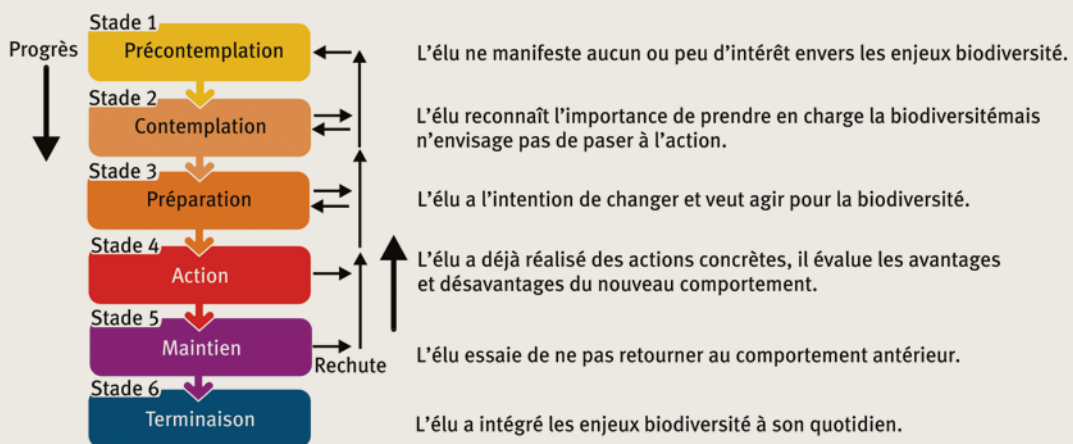 Progrès
Stade 1
Précontemplation
L'élu ne manifeste aucun ou peu d'intérêt envers les enjeux biodiversité.
Stade 2
Contemplation
L'élu reconnaît l'importance de prendre en charge la biodiversitémais
n'envisage pas de paser à l'action.
Stade 3
Préparation
L'élu a l'intention de changer et veut agir pour la biodiversité.
Stade 4
Action
L'élu a déjà réalisé des actions concrètes, il évalue les avantages
et désavantages du nouveau comportement.
Stade 5
Maintien
Rechute
L'élu essaie de ne pas retourner au comportement antérieur.
Stade 6
Terminaison
L'élu a intégré les enjeux biodiversité à son quotidien.